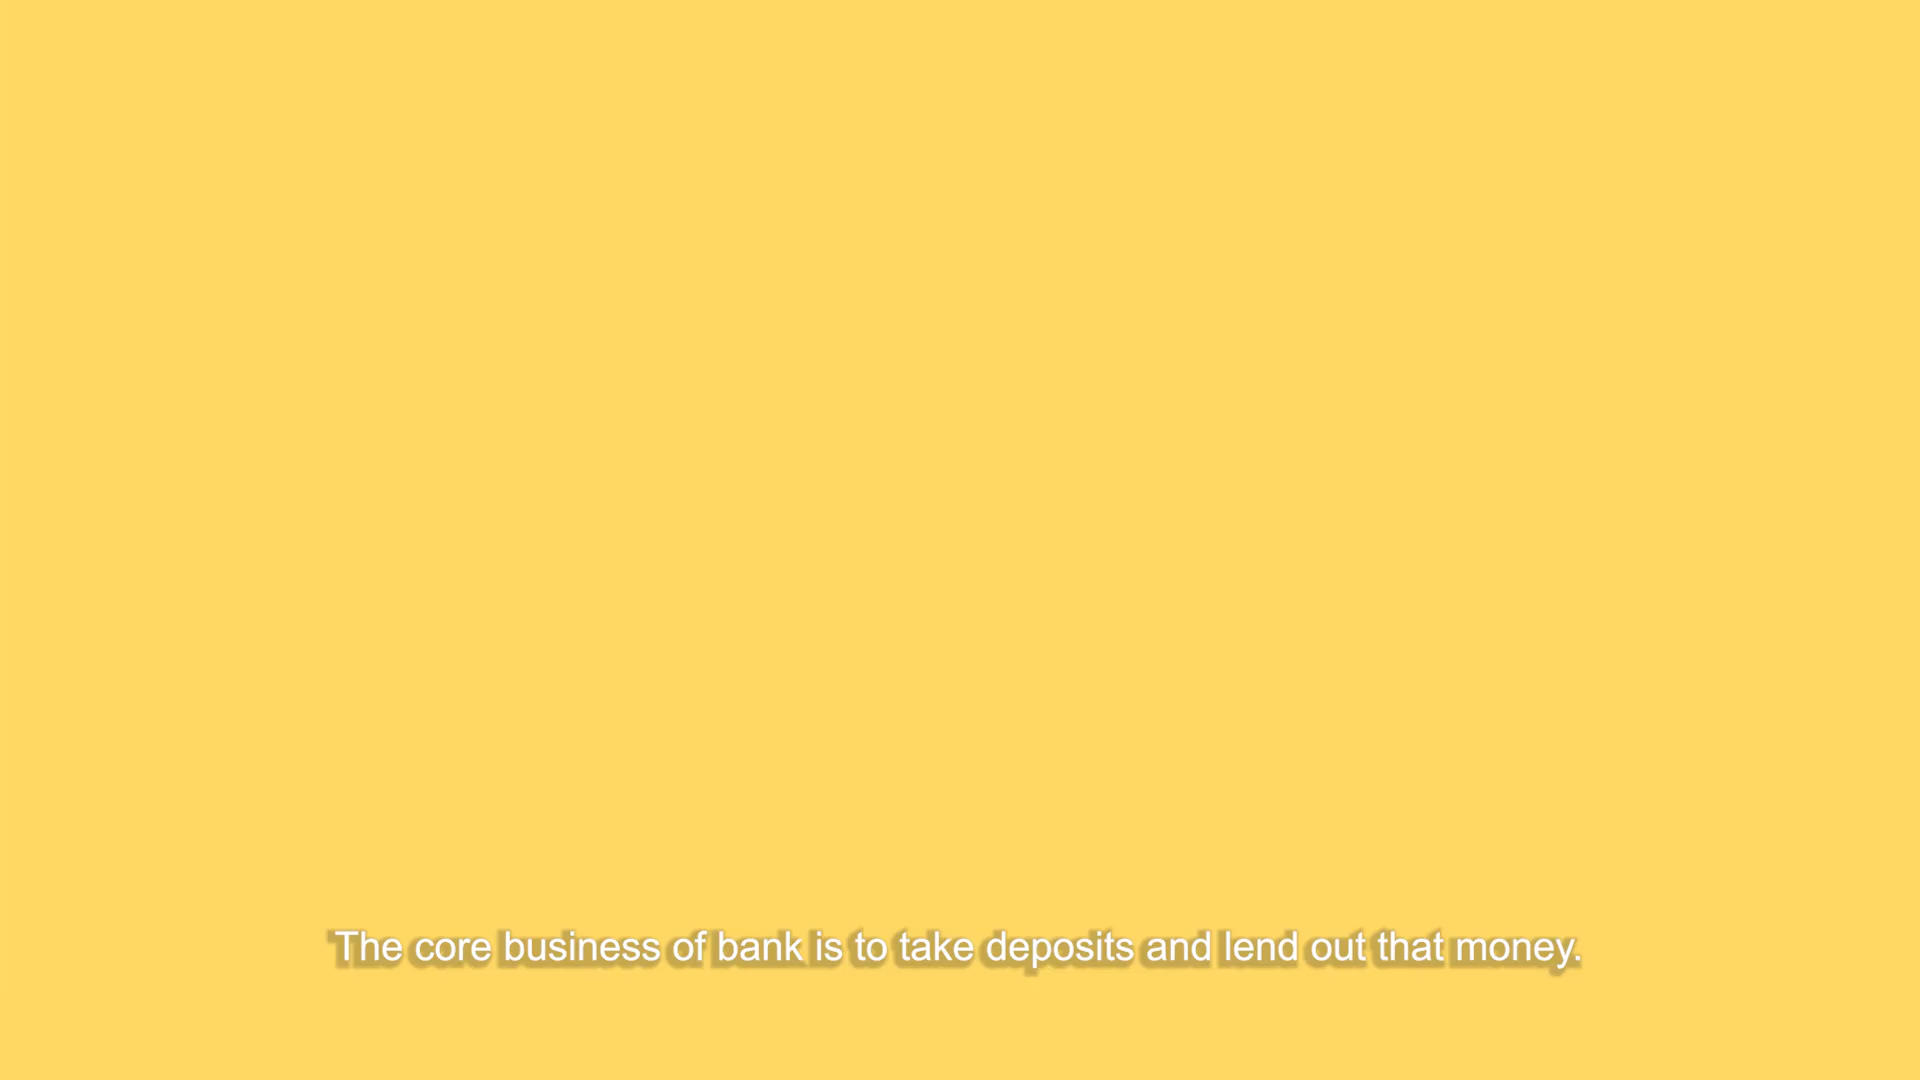 The core business of bank is to take deposits and lend out that money.